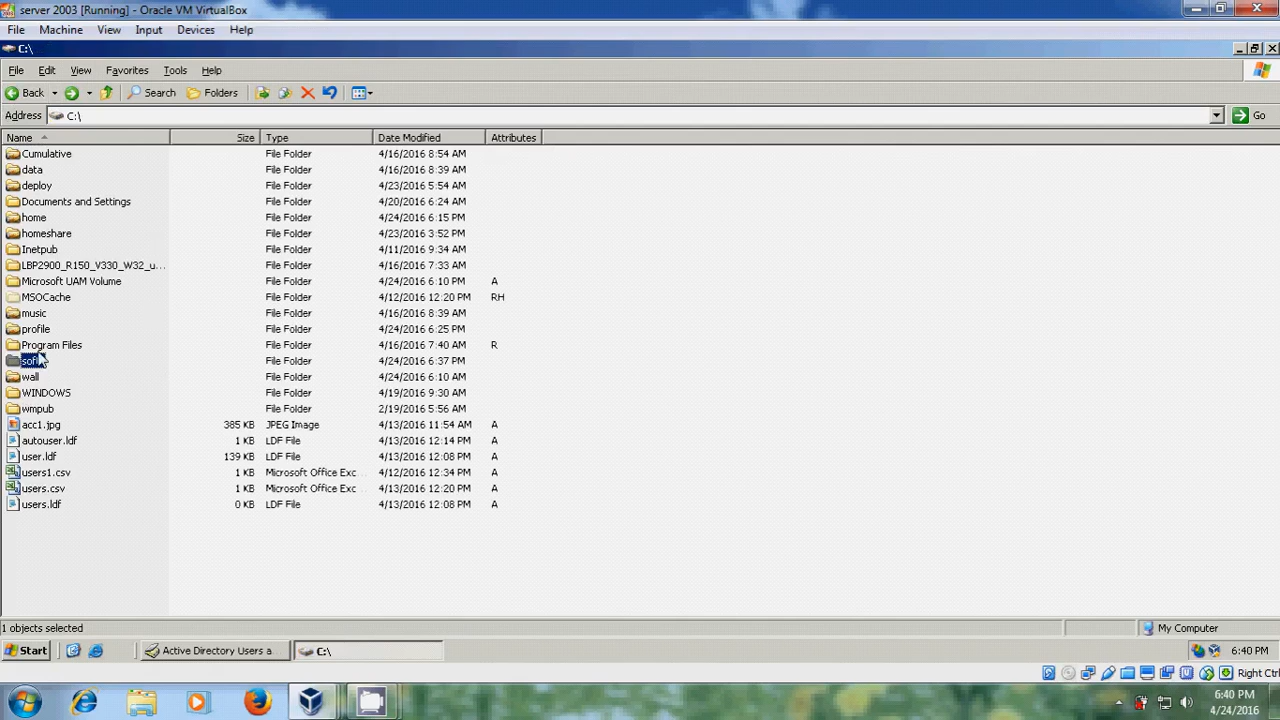 server 2003 [Running] - Oracle VM VirtualBox
File Machine View Input Devices Help
C:\
File Edit View Favorites Tools Help
Back Search Folders
Address C:\ Go
Name Size Type Date Modified Attributes
Cumulative File Folder 4/16/2016 8:54 AM
data File Folder 4/16/2016 8:39 AM
deploy File Folder 4/23/2016 5:54 AM
Documents and Settings File Folder 4/20/2016 6:24 AM
home File Folder 4/24/2016 6:15 PM
homeshare File Folder 4/23/2016 3:52 PM
Inetpub File Folder 4/11/2016 9:34 AM
LBP2900_R150_V330_W32_u... File Folder 4/16/2016 7:33 AM
Microsoft UAM Volume File Folder 4/24/2016 6:10 PM A
MSOCache File Folder 4/12/2016 12:20 PM RH
music File Folder 4/16/2016 8:39 AM
profile File Folder 4/24/2016 6:25 PM
Program Files File Folder 4/16/2016 7:40 AM R
File Folder 4/24/2016 6:37 PM
wall File Folder 4/24/2016 6:10 AM
WINDOWS File Folder 4/19/2016 9:30 AM
wmpub File Folder 2/19/2016 5:56 AM
acc1.jpg 385 KB JPEG Image 4/13/2016 11:54 AM A
autouser.ldf 1 KB LDF File 4/13/2016 12:14 PM A
user.ldf 139 KB LDF File 4/13/2016 12:08 PM A
users1.csv 1 KB Microsoft Office Exc... 4/12/2016 12:34 PM A
users.csv 1 KB Microsoft Office Exc... 4/13/2016 12:20 PM A
users.ldf 0 KB LDF File 4/13/2016 12:08 PM A
1 objects selected My Computer
Start Active Directory Users a... C:\ 6:40 PM
Right Ctrl
6:40 PM
4/24/2016